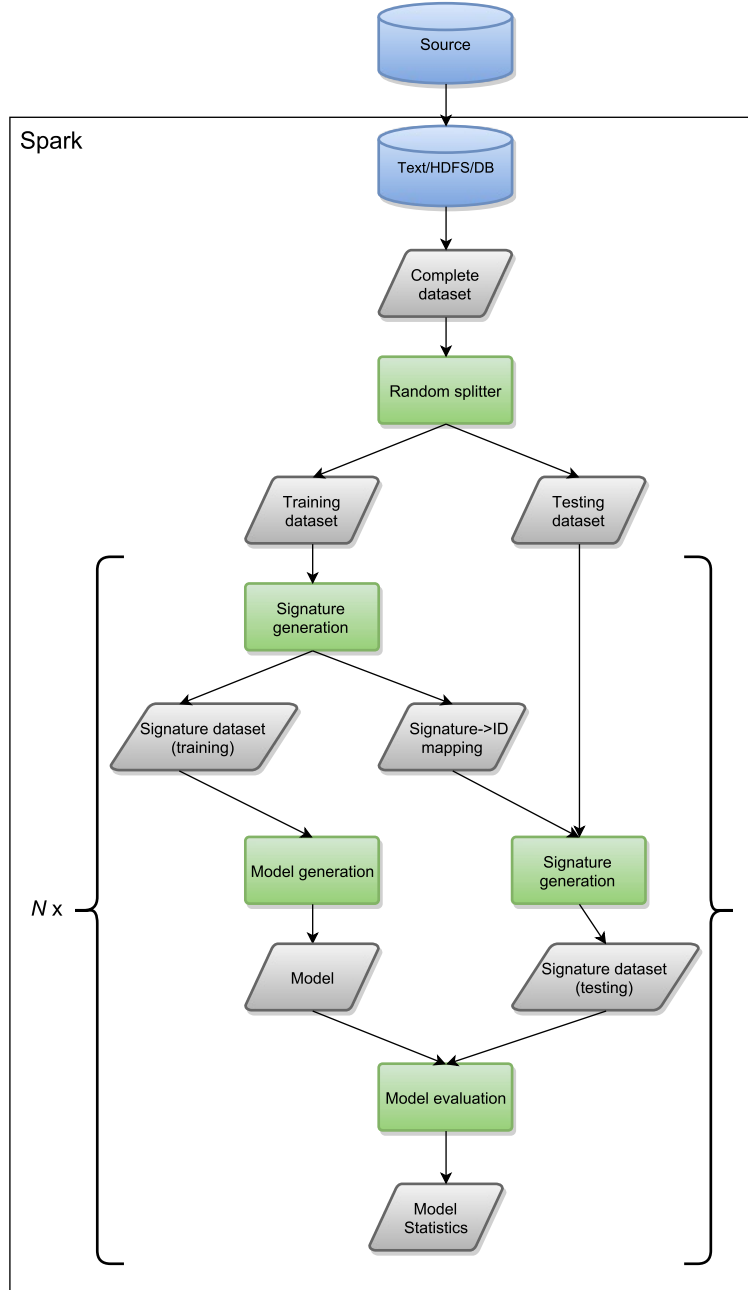 Source
Spark
Text/HDFS/DB
Complete
dataset
Random splitter
Training
dataset
Testing
dataset
Signature
generation
Signature dataset
(training)
Signature->ID
mapping
Model generation
Signature
generation
N x
Model
Signature dataset
(testing)
Model evaluation
Model
Statistics